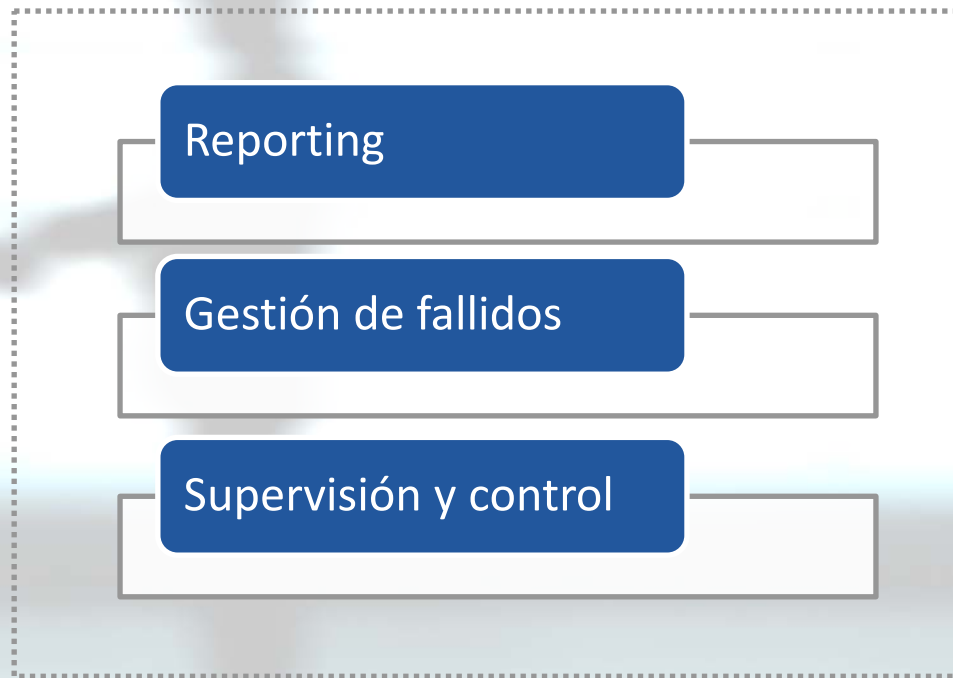 Reporting
Gestión de fallidos
Supervisión y control